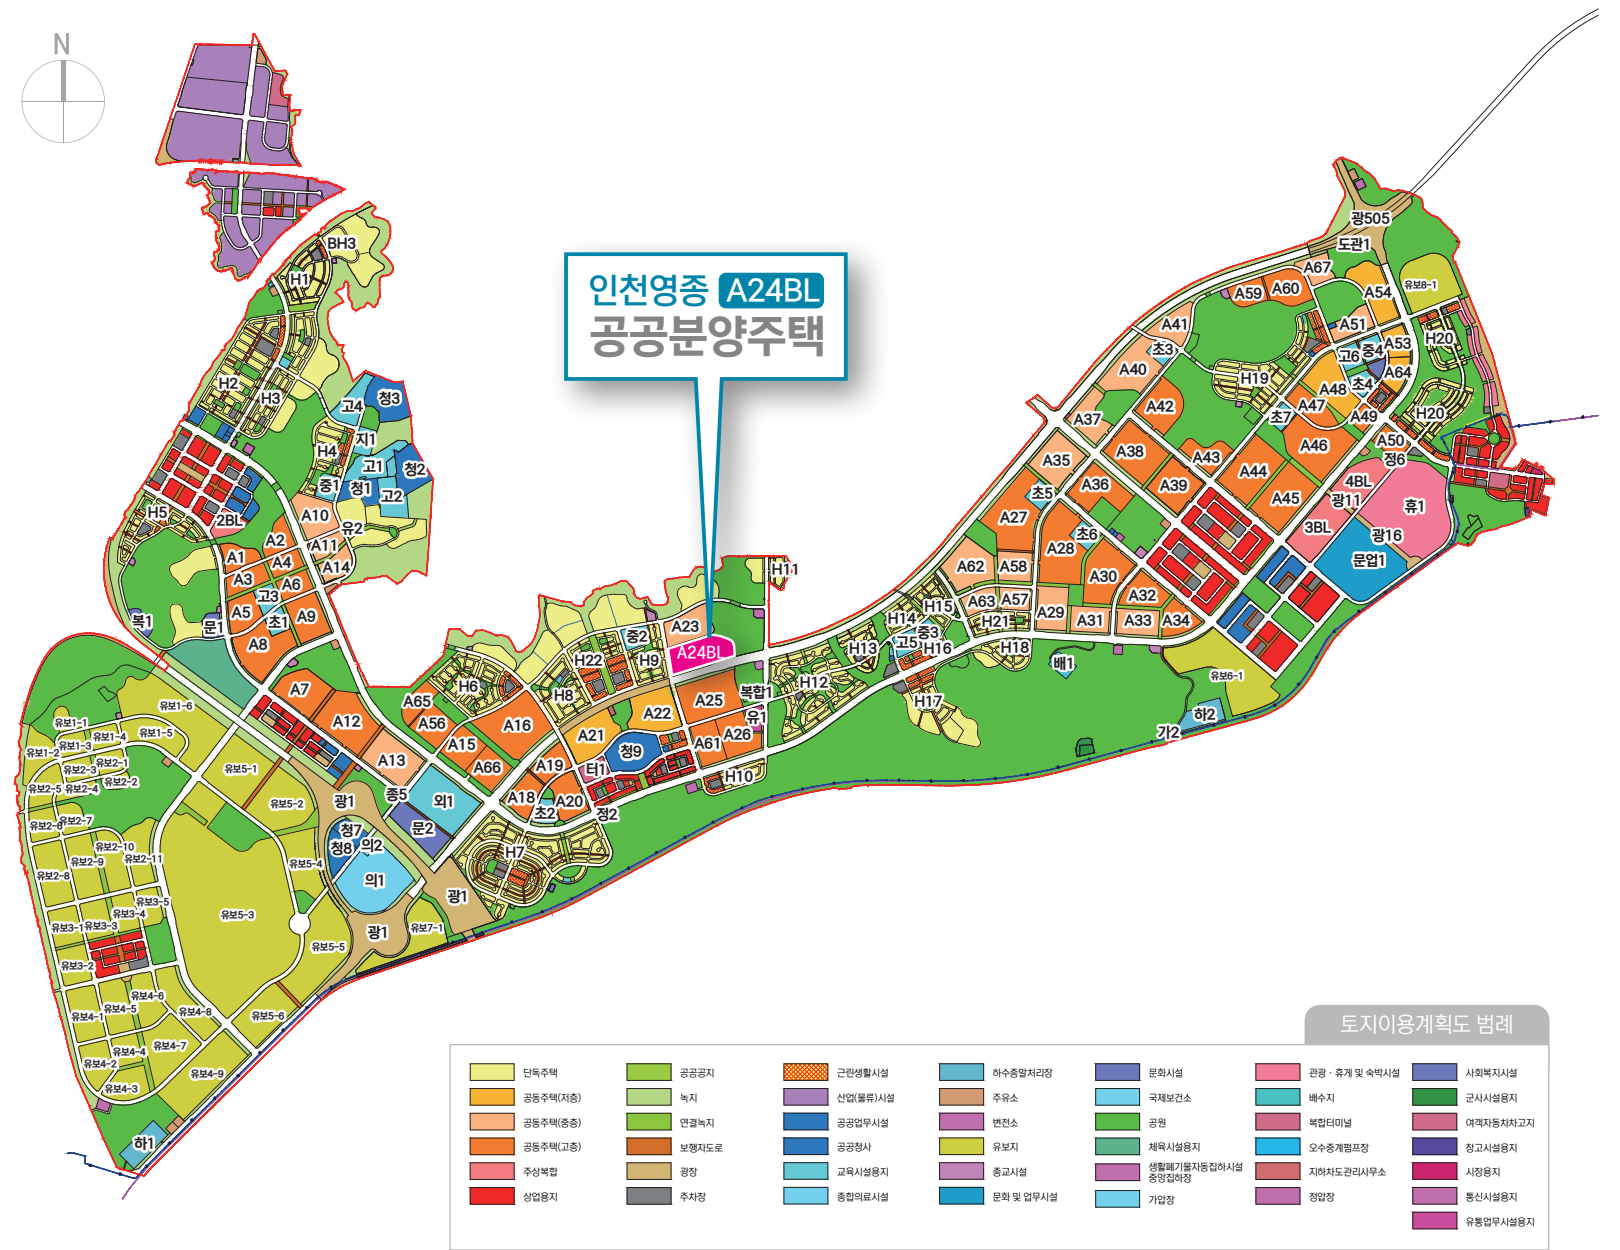 N
인천영종 A24BL
공공분양주택
광505
도관1
BH3
H1
A67
A59
A60
A54
유보8-1
A41
A51
A53
H20
초3
고6
중4
A40
A64
H19
A48
초4
H2
H3
고4
청3
A42
A47
A49
H20
A37
초7
지1
H4
A38
A46
A50
정6
고1
청2
A35
A43
A44
중1
청1
고2
A36
A39
A45
4BL
광11
휴1
H5
2BL
A10
유2
초5
A27
3BL
초6
광16
A2
A11
A28
문업1
A1
A4
A14
A62
A58
A30
H11
A3
A6
고3
A5
A9
H15
A63
A57
A29
A32
복1
문1
초1
A8
중2
A23
H14
중3
H21
A31
A33
A34
H22
H9
A24BL
H13
고5
H16
H18
배1
H6
H8
A7
A65
A25
복합1
H12
유보6-1
유보1-6
A12
A56
A16
A22
유1
H17
하2
가2
유보1-1
유보1-4
유보1-5
유보1-3
유보1-2
A15
A21
청9
A61
A26
유보2-1
유보2-3
유보5-1
A13
A66
A19
터1
H10
유보2-2
유보2-5
유보2-4
유보5-2
광1
종5
외1
A18
초2
A20
정2
유보2-6
유보2-7
청7
문2
유보2-10
청8
의2
H7
유보2-9
유보2-11
유보5-4
유보2-8
의1
광1
유보3-5
유보3-4
유보5-3
유보3-1
유보3-3
광1
유보7-1
유보5-5
유보3-2
유보4-6
유보4-5
유보4-8
유보4-1
유보5-6
유보4-4
유보4-7
유보4-2
유보4-9
유보4-3
하1
토지이용계획도 범례
단독주택
공동주택(저층)
공동주택(중층)
공동주택(고층)
주상복합
상업용지
공공공지
녹지
연결녹지
보행자도로
광장
주차장
근린생활시설
산업(물류)시설
공공업무시설
공공청사
교육시설용지
종합의료시설
하수종말처리장
주유소
변전소
유보지
종교시설
문화 및 업무시설
문화시설
국제보건소
공원
체육시설용지
생활폐기물자동집하시설
중앙집하장
가압장
관광 · 휴게 및 숙박시설
배수지
복합터미널
오수중계펌프장
지하차도관리사무소
정압장
사회복지시설
군사시설용지
여객자동차차고지
창고시설용지
시장용지
통신시설용지
유통업무시설용지